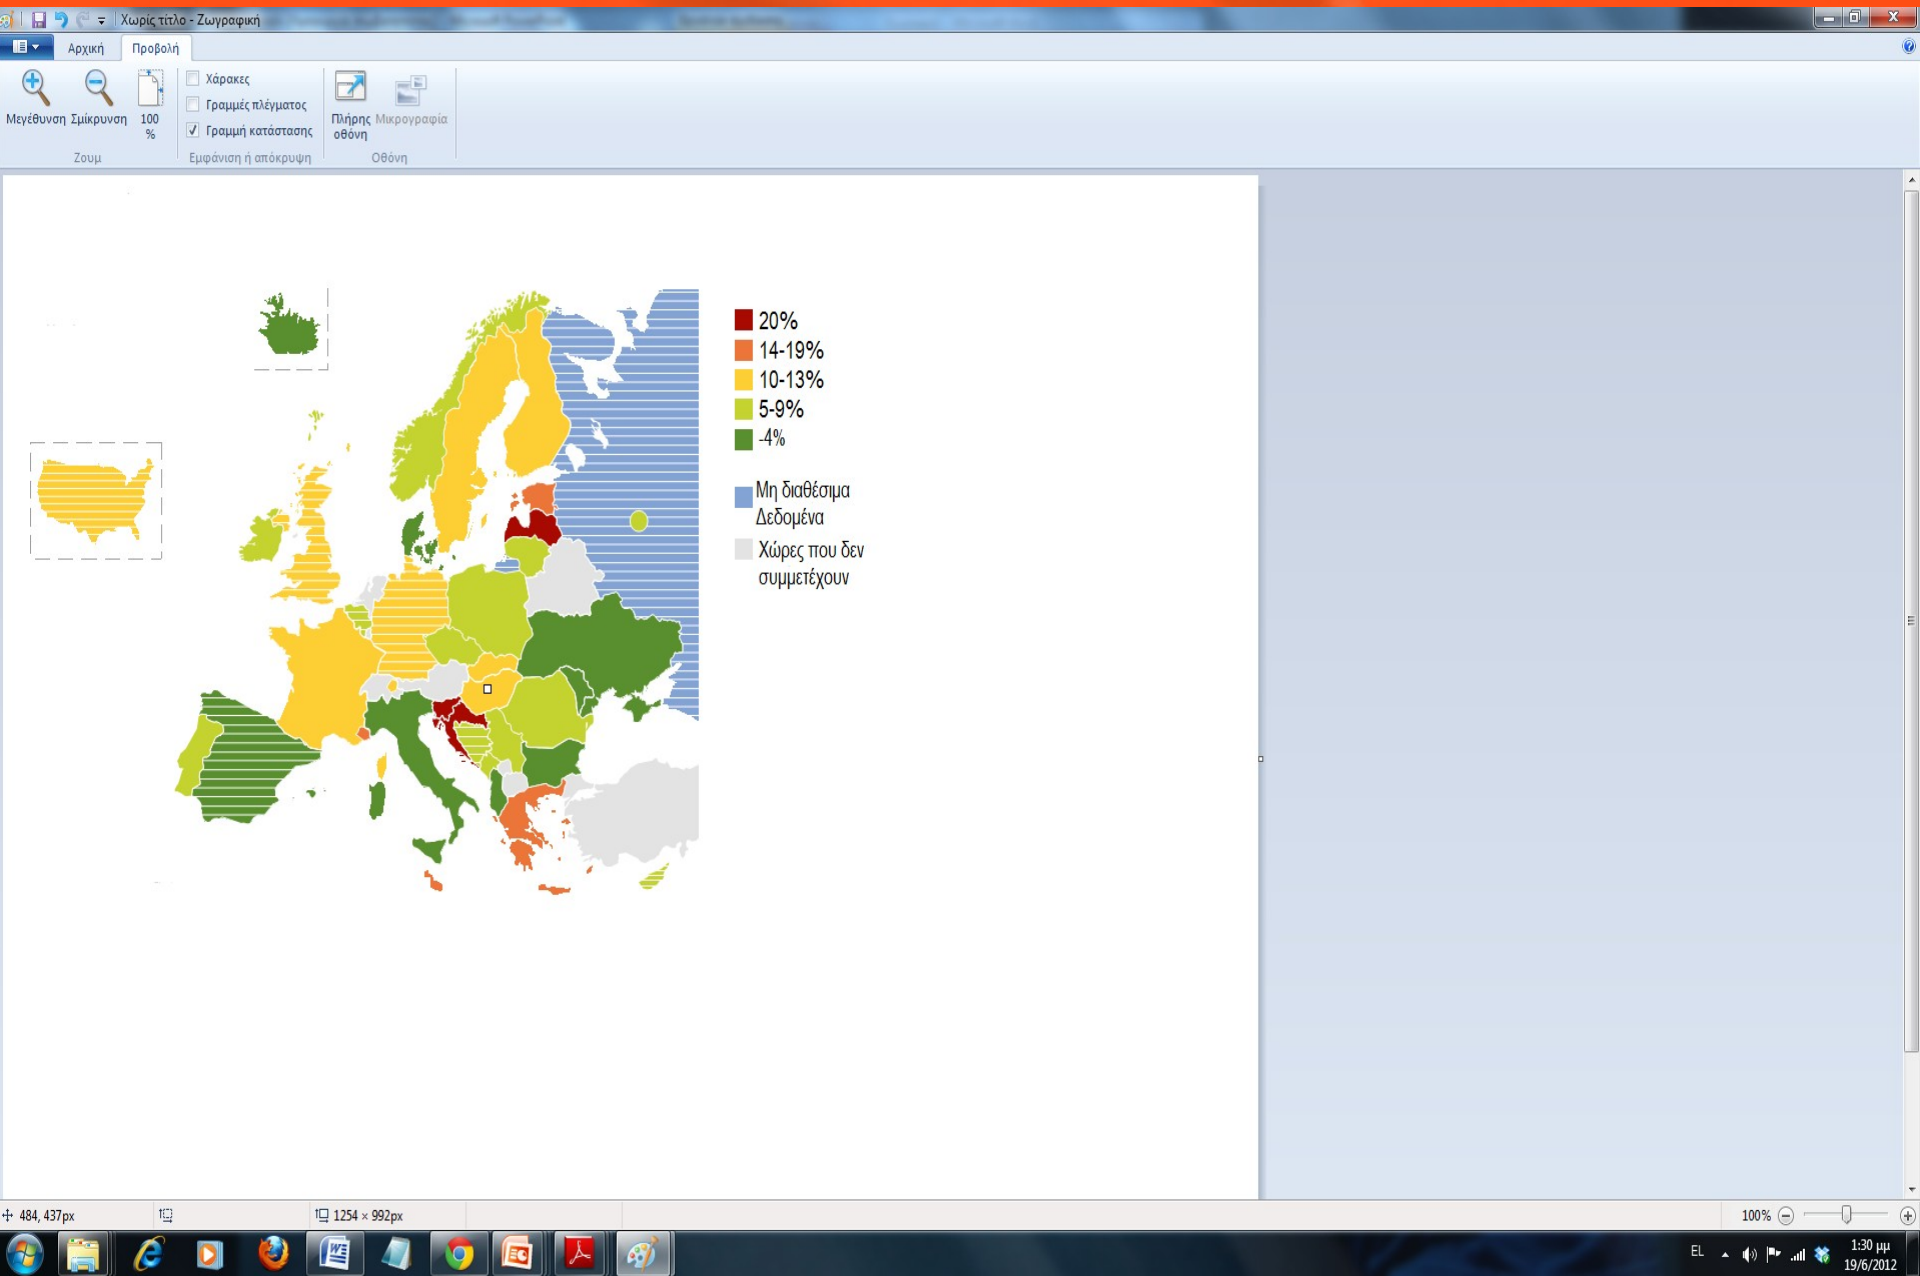 Χωρίς τίτλο - Ζωγραφική
Αρχική Προβολή
Μεγέθυνση Σμίκρυνση 100 %
Χάρακες
Γραμμές πλέγματος
Γραμμή κατάστασης
Πλήρης οθόνη Μικρογραφία
Ζουμ Εμφάνιση ή απόκρυψη Οθόνη
20%
14-19%
10-13%
5-9%
-4%
Μη διαθέσιμα
Δεδομένα
Χώρες που δεν
συμμετέχουν
484, 437px 1254 × 992px 100%
EL 1:30 μμ
19/6/2012